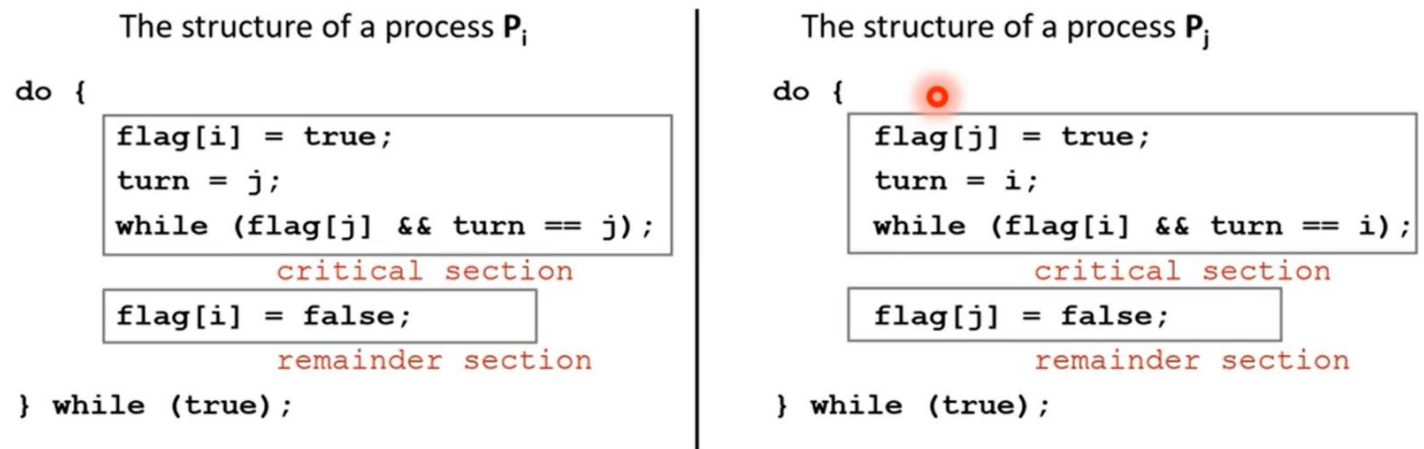 The structure of a process Pi
do {
flag[i] = true;
turn = j;
while (flag[j] && turn == j);
critical section
flag[i] = false;
remainder section
} while (true);
The structure of a process Pj
do {
flag[j] = true;
turn = i;
while (flag[i] && turn == i);
critical section
flag[j] = false;
remainder section
} while (true);